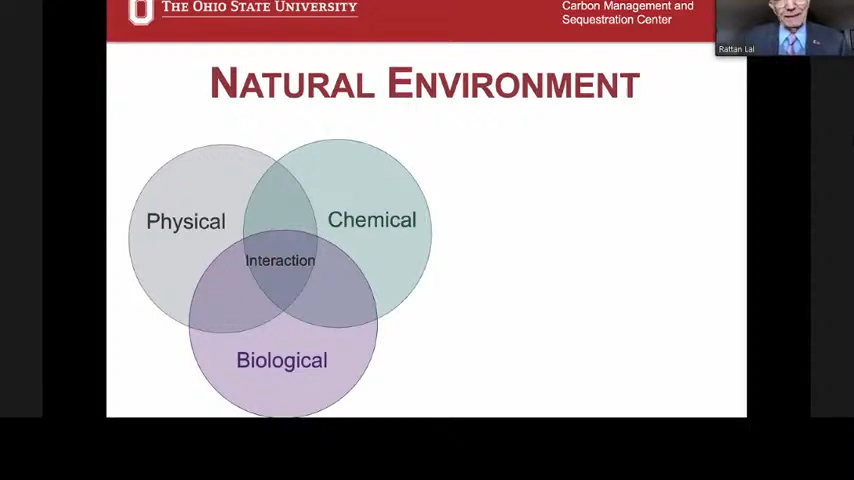 THE OHIO STATE UNIVERSITY
Carbon Management and
Sequestration Center
Rattan Lal
NATURAL ENVIRONMENT
Physical
Chemical
Interaction
Biological